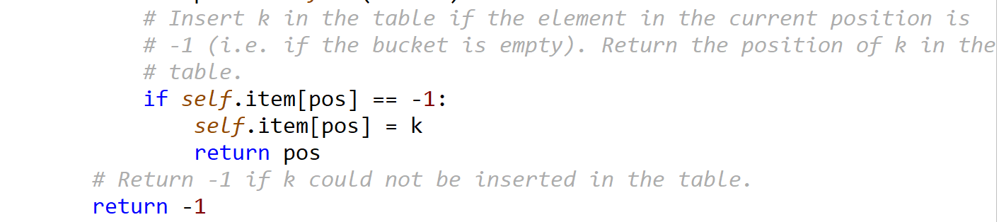 # Insert k in the table if the element in the current position is
# -1 (i.e. if the bucket is empty). Return the position of k in the
# table.
if self.item[pos] == -1:
self.item[pos] = k
return pos
# Return -1 if k could not be inserted in the table.
return -1